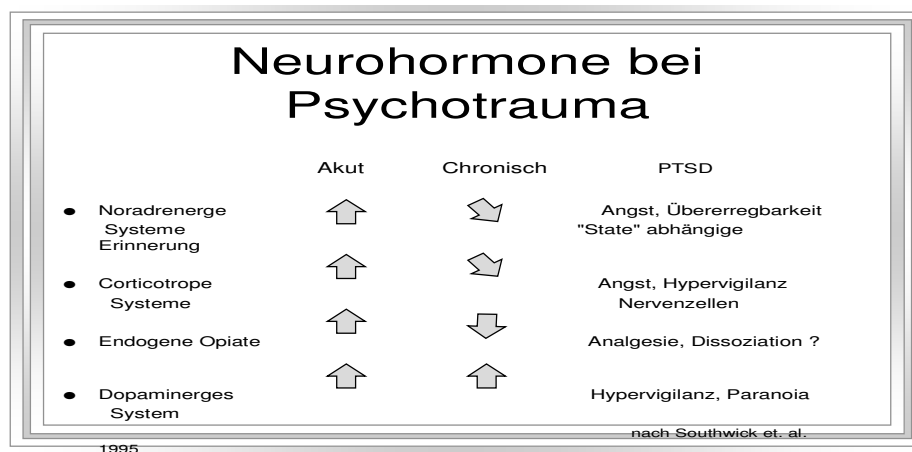 Neurohormone bei
Psychotrauma
Akut Chronisch PTSD
● Noradrenerge Angst, Übererregbarkeit
Systeme "State" abhängige
Erinnerung
● Corticotrope Angst, Hypervigilanz
Systeme Nervenzellen
● Endogene Opiate Analgesie, Dissoziation ?
● Dopaminerges Hypervigilanz, Paranoia
System
nach Southwick et. al.
1995